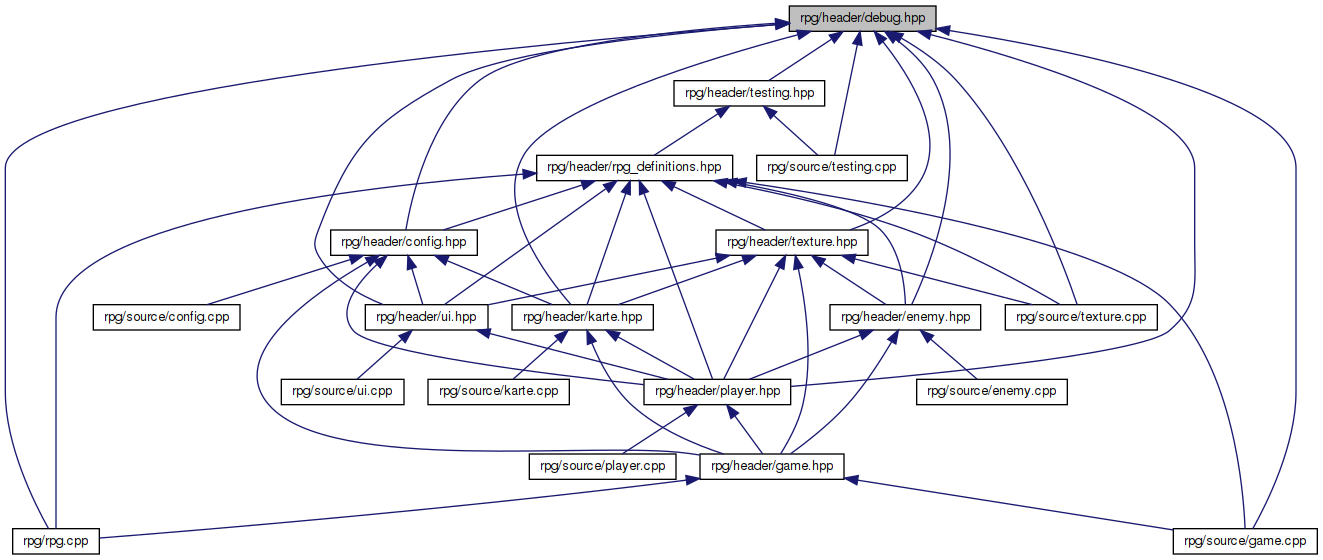 rpg/header/debug.hpp
rpg/header/testing.hpp
rpg/header/rpg_definitions.hpp
rpg/source/testing.cpp
rpg/header/config.hpp
rpg/header/texture.hpp
rpg/source/config.cpp
rpg/header/ui.hpp
rpg/header/karte.hpp
rpg/header/enemy.hpp
rpg/source/texture.cpp
rpg/source/ui.cpp
rpg/source/karte.cpp
rpg/header/player.hpp
rpg/source/enemy.cpp
rpg/source/player.cpp
rpg/header/game.hpp
rpg/rpg.cpp
rpg/source/game.cpp